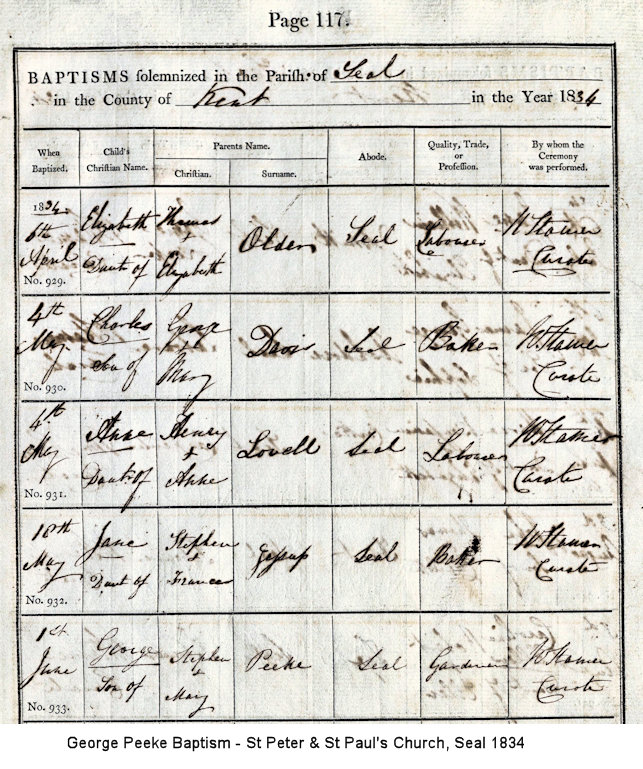 Page 117.
BAPTISMS solemnized in the Parish of Seal
in the County of Kent in the Year 1834
When Baptized. Child's Christian Name. Parents Name. Abode. Quality, Trade, or Profession. By whom the Ceremony was performed.
Christian. Surname.
1834
6th April Elizabeth Daut of Thomas & Elizabeth Seal Labourer W Stamer Curate
No. 929.
4th May Charles Son of George & Mary Davis Seal Baker W Stamer Curate
No. 930.
4th May Anne Daut of Henry & Anne Lovell Seal Labourer W Stamer Curate
No. 931.
18th May Jane Daut of Stephen & Frances Jessup Seal Baker W Stamer Curate
No. 932.
1st June George Son of Stephen & Mary Peeke Seal Gardener W Stamer Curate
No. 933.
George Peeke Baptism - St Peter & St Paul's Church, Seal 1834